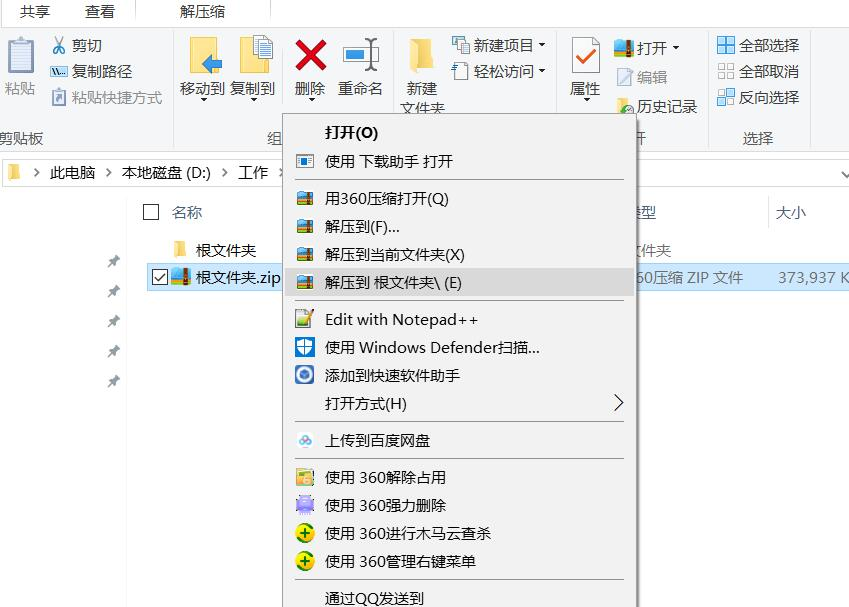 共享 查看 解压缩
剪切
复制路径
粘贴快捷方式
粘贴
移动到 复制到
删除 重命名
新建
文件夹
新建项目
轻松访问
属性
打开
编辑
历史记录
全部选择
全部取消
反向选择
剪贴板 组 开 选择
此电脑 本地磁盘 (D:) 工作
名称 类型 大小
根文件夹 文件夹
根文件夹.zip 360压缩 ZIP 文件 373,937 K
打开(O)
使用 下载助手 打开
用360压缩打开(Q)
解压到(F)...
解压到当前文件夹(X)
解压到 根文件夹\ (E)
Edit with Notepad++
使用 Windows Defender扫描...
添加到快速软件助手
打开方式(H)
上传到百度网盘
使用 360解除占用
使用 360强力删除
使用 360进行木马云查杀
使用 360管理右键菜单
通过QQ发送到